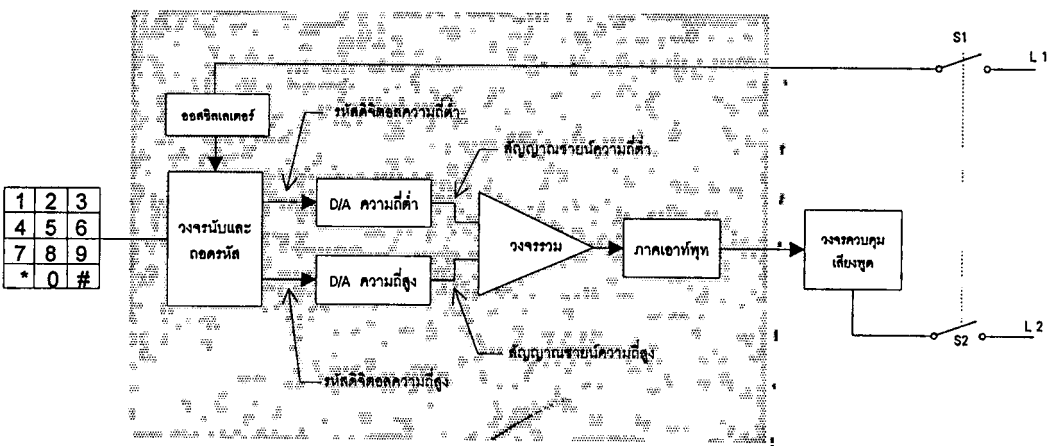 S1
L 1
ออสซิลเลเตอร์
รหัสดิจิตอลความถี่ต่ำ
สัญญาณซายน์ความถี่ต่ำ
1 2 3
4 5 6
7 8 9
* 0 #
วงจรนับและ
ถอดรหัส
D/A ความถี่ต่ำ
D/A ความถี่สูง
วงจรรวม
ภาคเอาท์พุท
วงจรควบคุม
เสียงพูด
S2
L 2
สัญญาณซายน์ความถี่สูง
รหัสดิจิตอลความถี่สูง